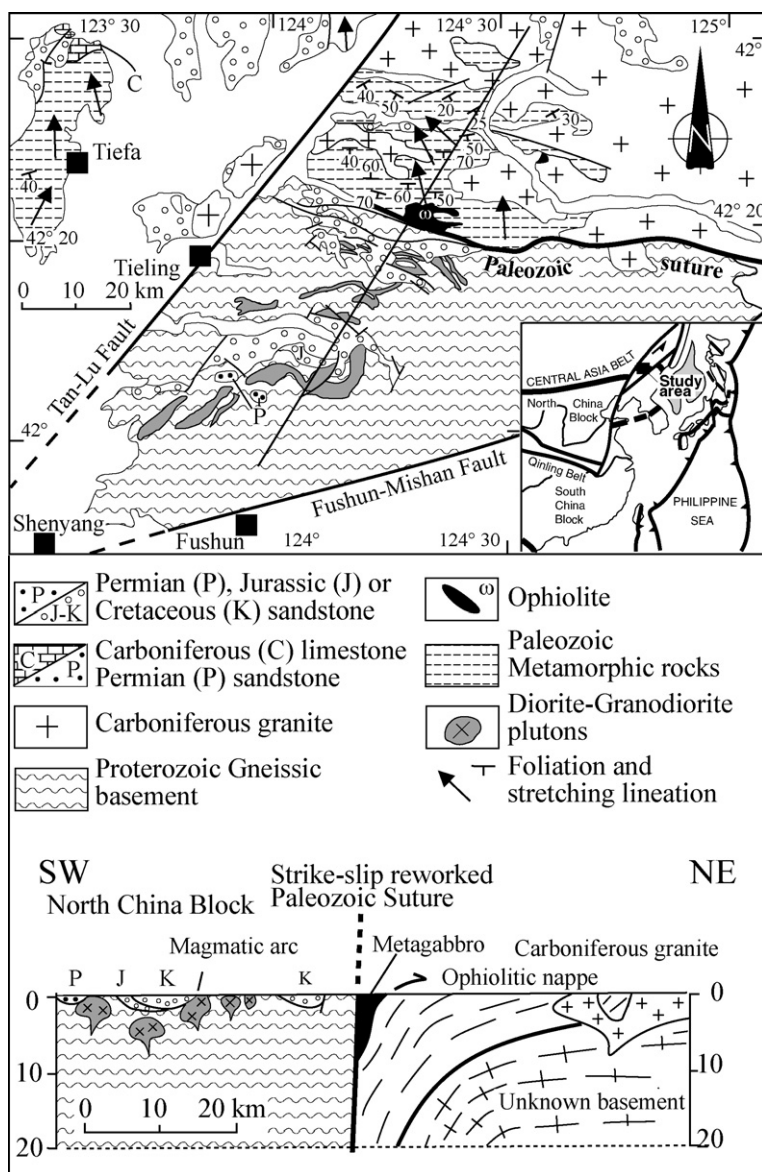 123 30
124°
124° 30
125°
42°
C
Tiefa
40
42° 20
0 10 20 km
Tieling
Tan-Lu Fault
40
50
20
25
50
70
30
40
60
50
70
60
50
ω
42° 20
Paleozoic suture
J
P
42°
Fushun-Mishan Fault
Shenyang
Fushun
124°
124° 30
CENTRAL ASIA BELT
Study
area
North
China
Block
Qinling Belt
South
China
Block
PHILIPPINE
SEA
P
J-K
Permian (P), Jurassic (J) or
Cretaceous (K) sandstone
C
P
Carboniferous (C) limestone
Permian (P) sandstone
Carboniferous granite
Proterozoic Gneissic
basement
ω
Ophiolite
Paleozoic
Metamorphic rocks
Diorite-Granodiorite
plutons
Foliation and
stretching lineation
SW
NE
Strike-slip reworked
Paleozoic Suture
North China Block
Magmatic arc
Metagabbro
Carboniferous granite
P J K K
Ophiolitic nappe
0
10
20
0
10
20
Unknown basement
0 10 20 km